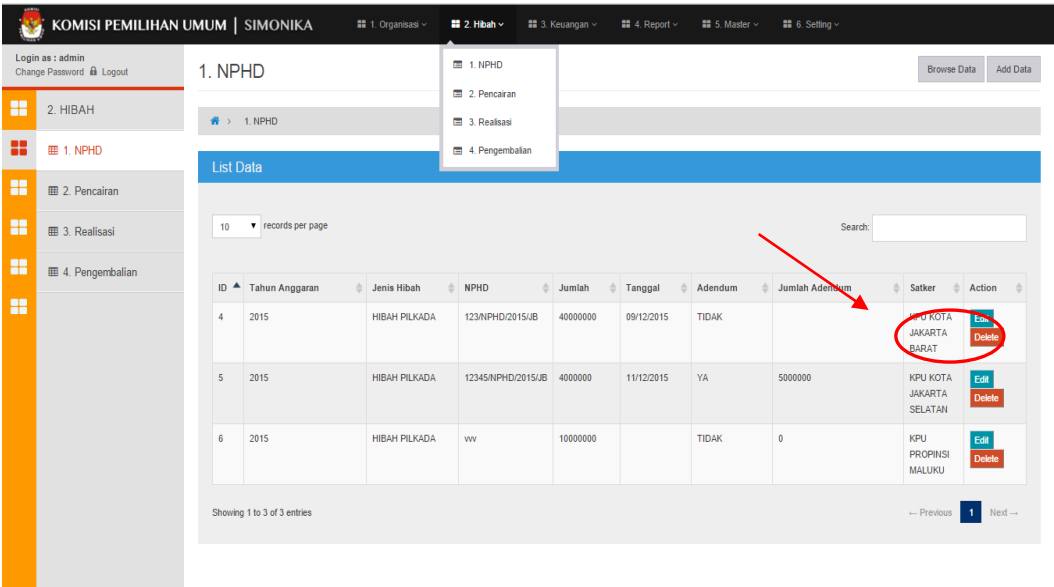 KOMISI PEMILIHAN UMUM | SIMONIKA
1. Organisasi
2. Hibah
3. Keuangan
4. Report
5. Master
6. Setting
Login as : admin
Change Password Logout
1. NPHD
2. Pencairan
3. Realisasi
4. Pengembalian
1. NPHD
Browse Data
Add Data
2. HIBAH
1. NPHD
2. Pencairan
3. Realisasi
4. Pengembalian
> 1. NPHD
List Data
10 records per page
Search:
ID Tahun Anggaran Jenis Hibah NPHD Jumlah Tanggal Adendum Jumlah Adendum Satker Action
4 2015 HIBAH PILKADA 123/NPHD/2015/JB 40000000 09/12/2015 TIDAK KPU KOTA Edit
JAKARTA Delete
BARAT
5 2015 HIBAH PILKADA 12345/NPHD/2015/JB 4000000 11/12/2015 YA 5000000 KPU KOTA Edit
JAKARTA Delete
SELATAN
6 2015 HIBAH PILKADA vvv 10000000 TIDAK 0 KPU Edit
PROPINSI Delete
MALUKU
Showing 1 to 3 of 3 entries
← Previous 1 Next →